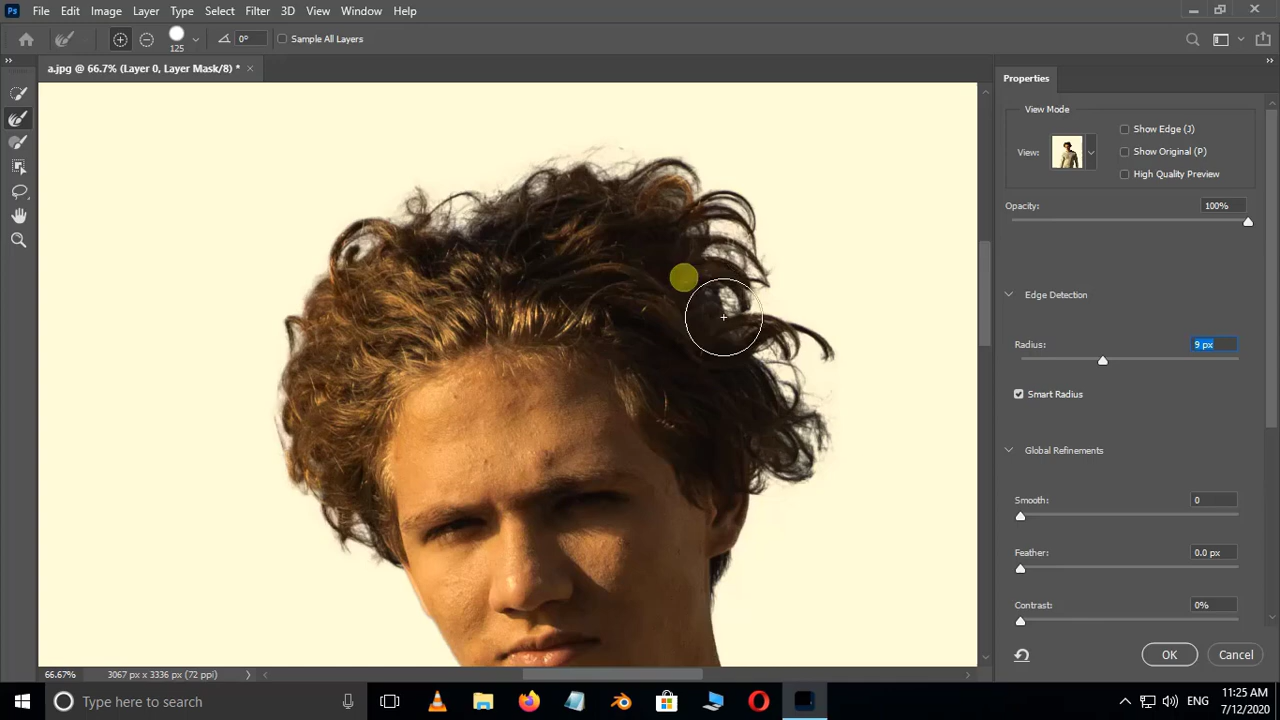 Ps File Edit Image Layer Type Select Filter 3D View Window Help
125 0° Sample All Layers
a.jpg @ 66.7% (Layer 0, Layer Mask/8) * ×
Properties
View Mode
Show Edge (J)
View: Show Original (P)
High Quality Preview
Opacity: 100%
Edge Detection
Radius: 9 px
Smart Radius
Global Refinements
Smooth: 0
Feather: 0.0 px
Contrast: 0%
OK Cancel
66.67% 3067 px x 3336 px (72 ppi)
Type here to search
ENG 11:25 AM
7/12/2020